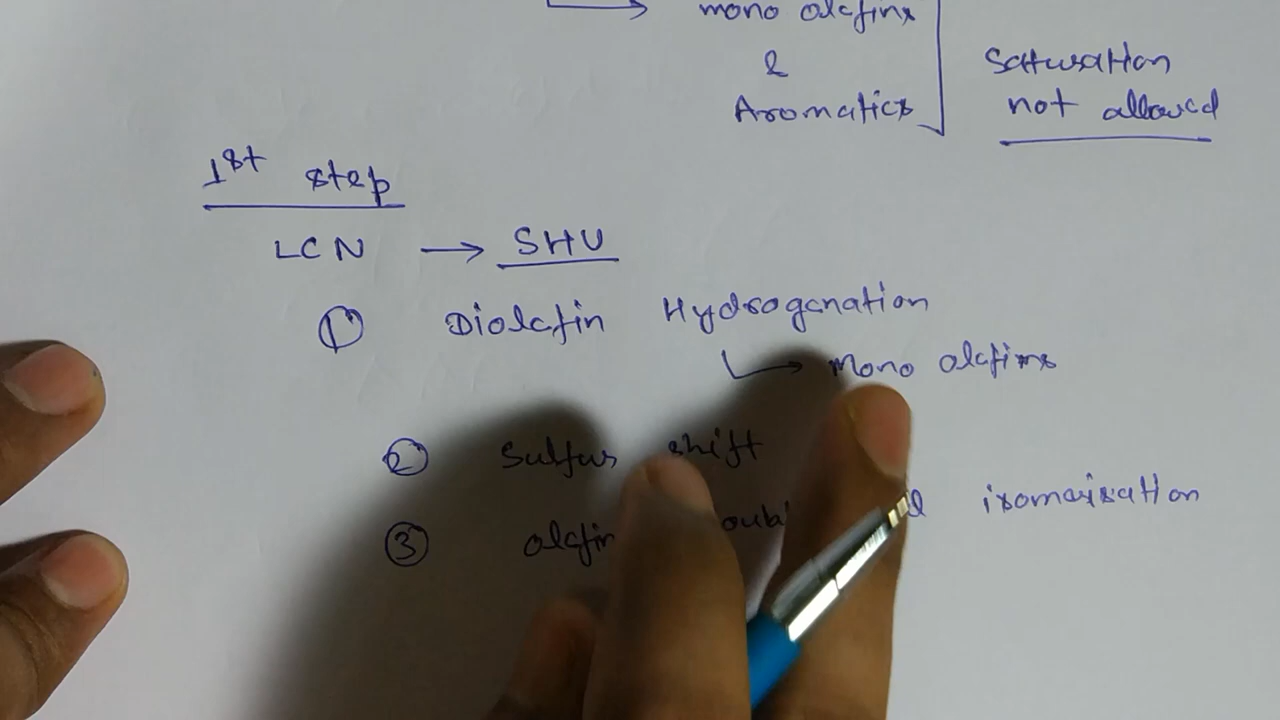 mono olefins
&
Aromatics
Saturation
not allowed
1st step
LCN → SHU
① Diolefin Hydrogenation
↳ Mono olefins
② Sulfur shift
③ isomerisation